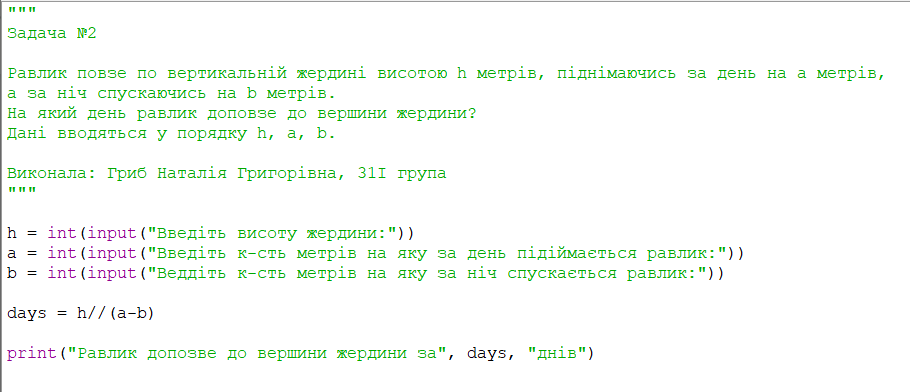 """
Задача №2
Равлик повзе по вертикальній жердині висотою h метрів, піднімаючись за день на a метрів,
а за ніч спускаючись на b метрів.
На який день равлик доповзе до вершини жердини?
Дані вводяться у порядку h, a, b.
Виконала: Гриб Наталія Григорівна, 31І група
"""
h = int(input("Введіть висоту жердини:"))
a = int(input("Введіть к-сть метрів на яку за день підіймається равлик:"))
b = int(input("Веддіть к-сть метрів на яку за ніч спускається равлик:"))
days = h//(a-b)
print("Равлик допозве до вершини жердини за", days, "днів")